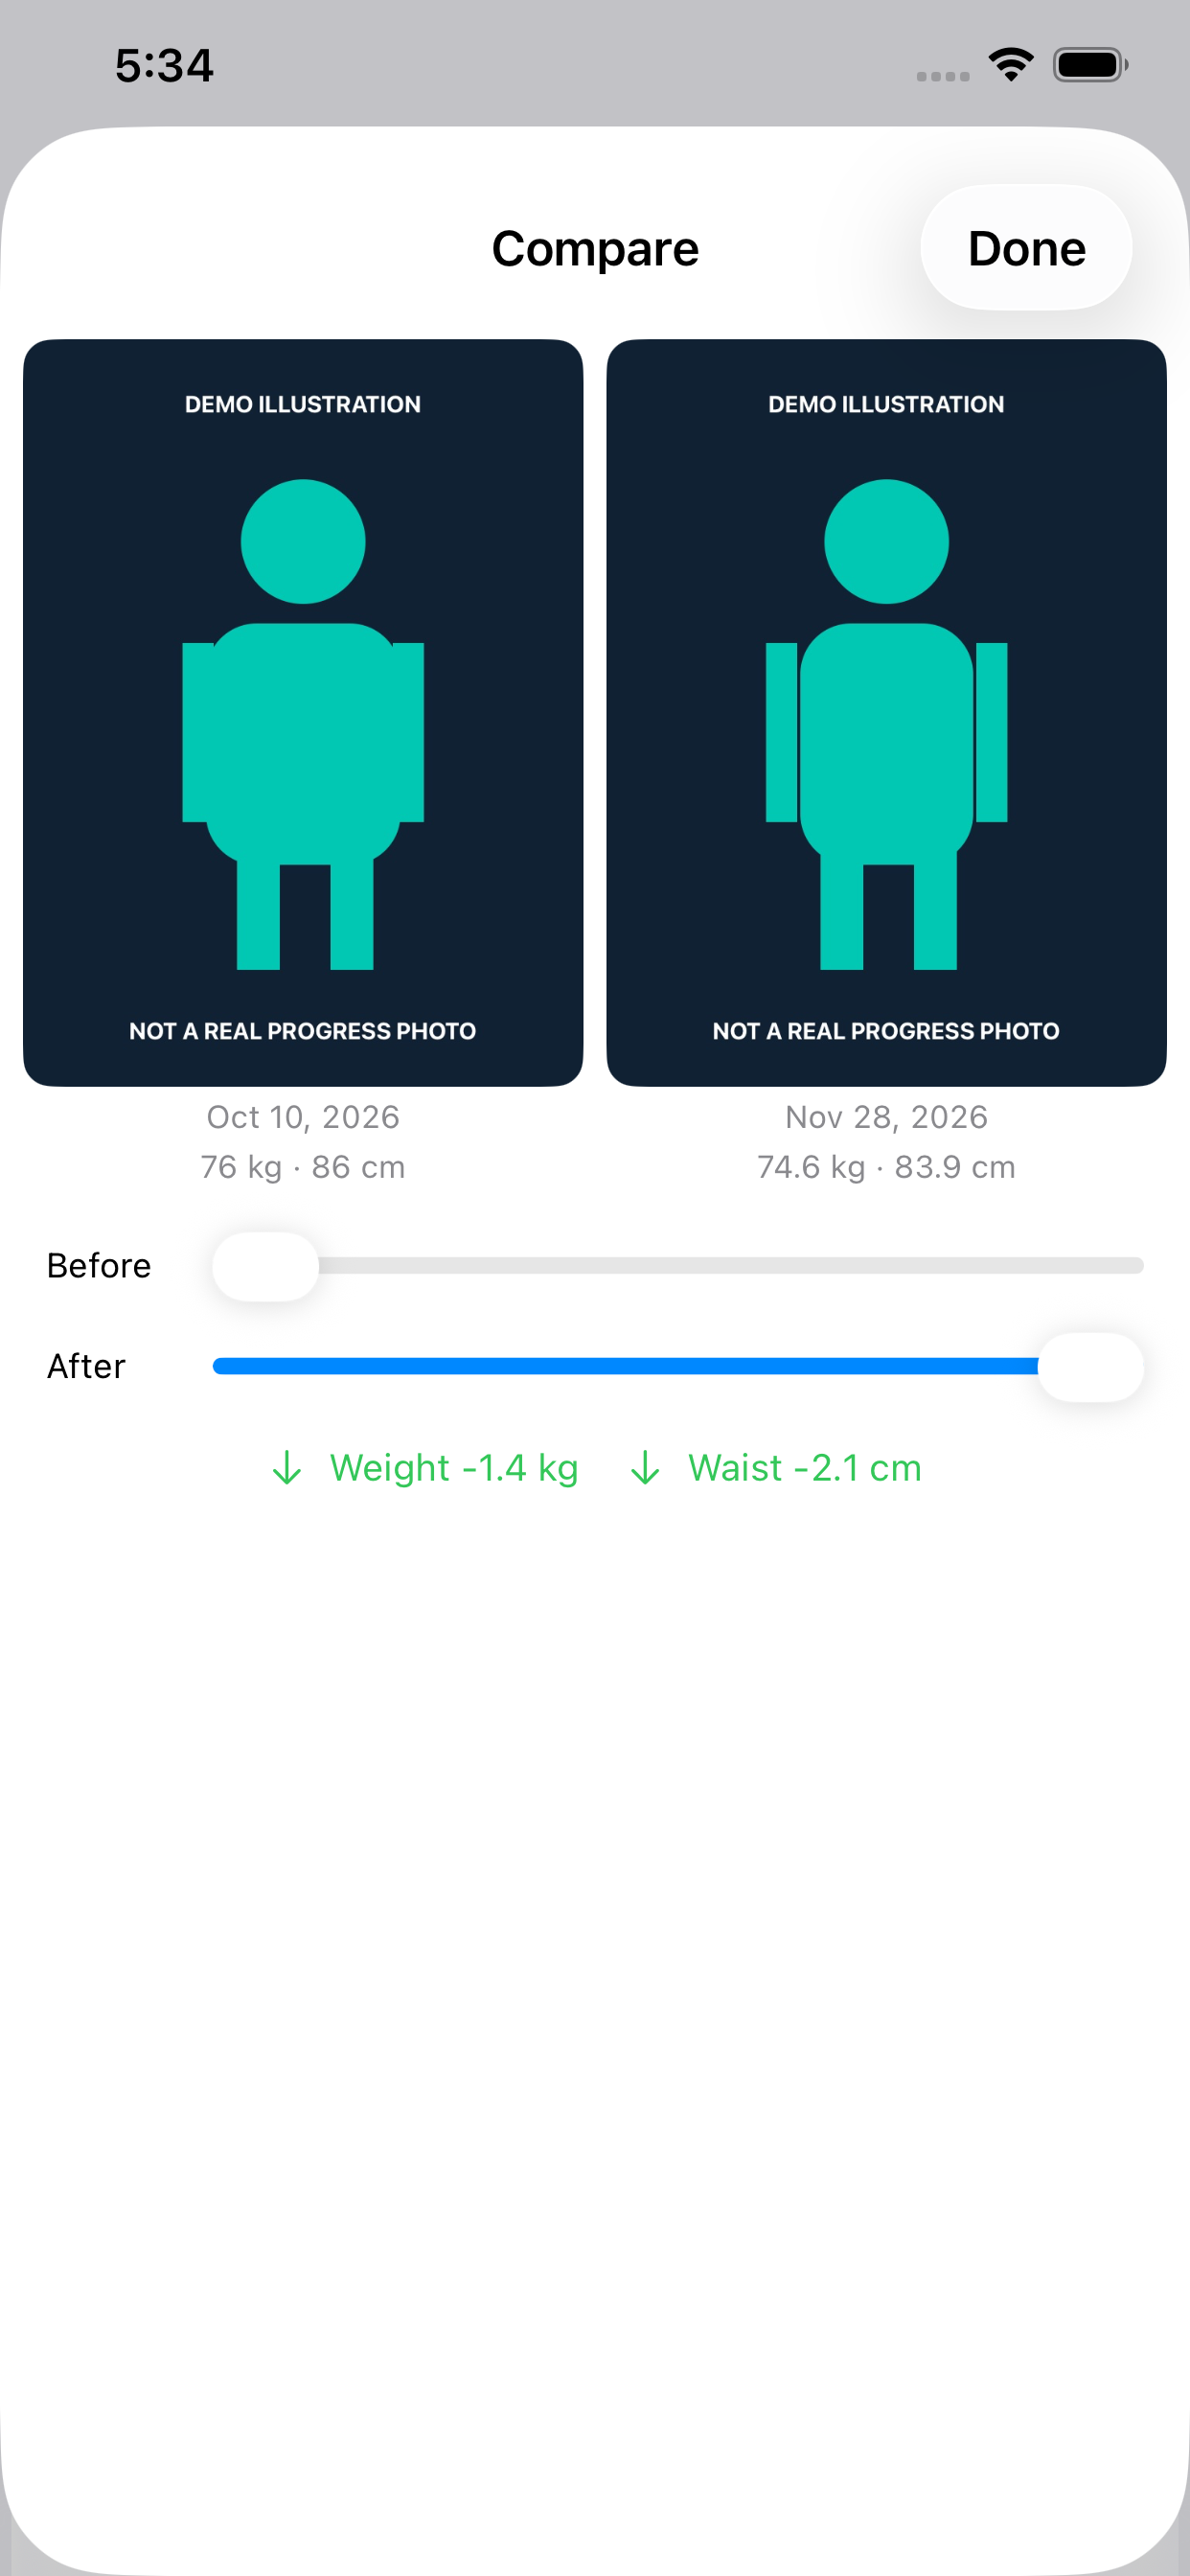 5:34
Compare
Done
DEMO ILLUSTRATION
DEMO ILLUSTRATION
NOT A REAL PROGRESS PHOTO
NOT A REAL PROGRESS PHOTO
Oct 10, 2026
Nov 28, 2026
76 kg · 86 cm
74.6 kg · 83.9 cm
Before
After
↓ Weight -1.4 kg ↓ Waist -2.1 cm